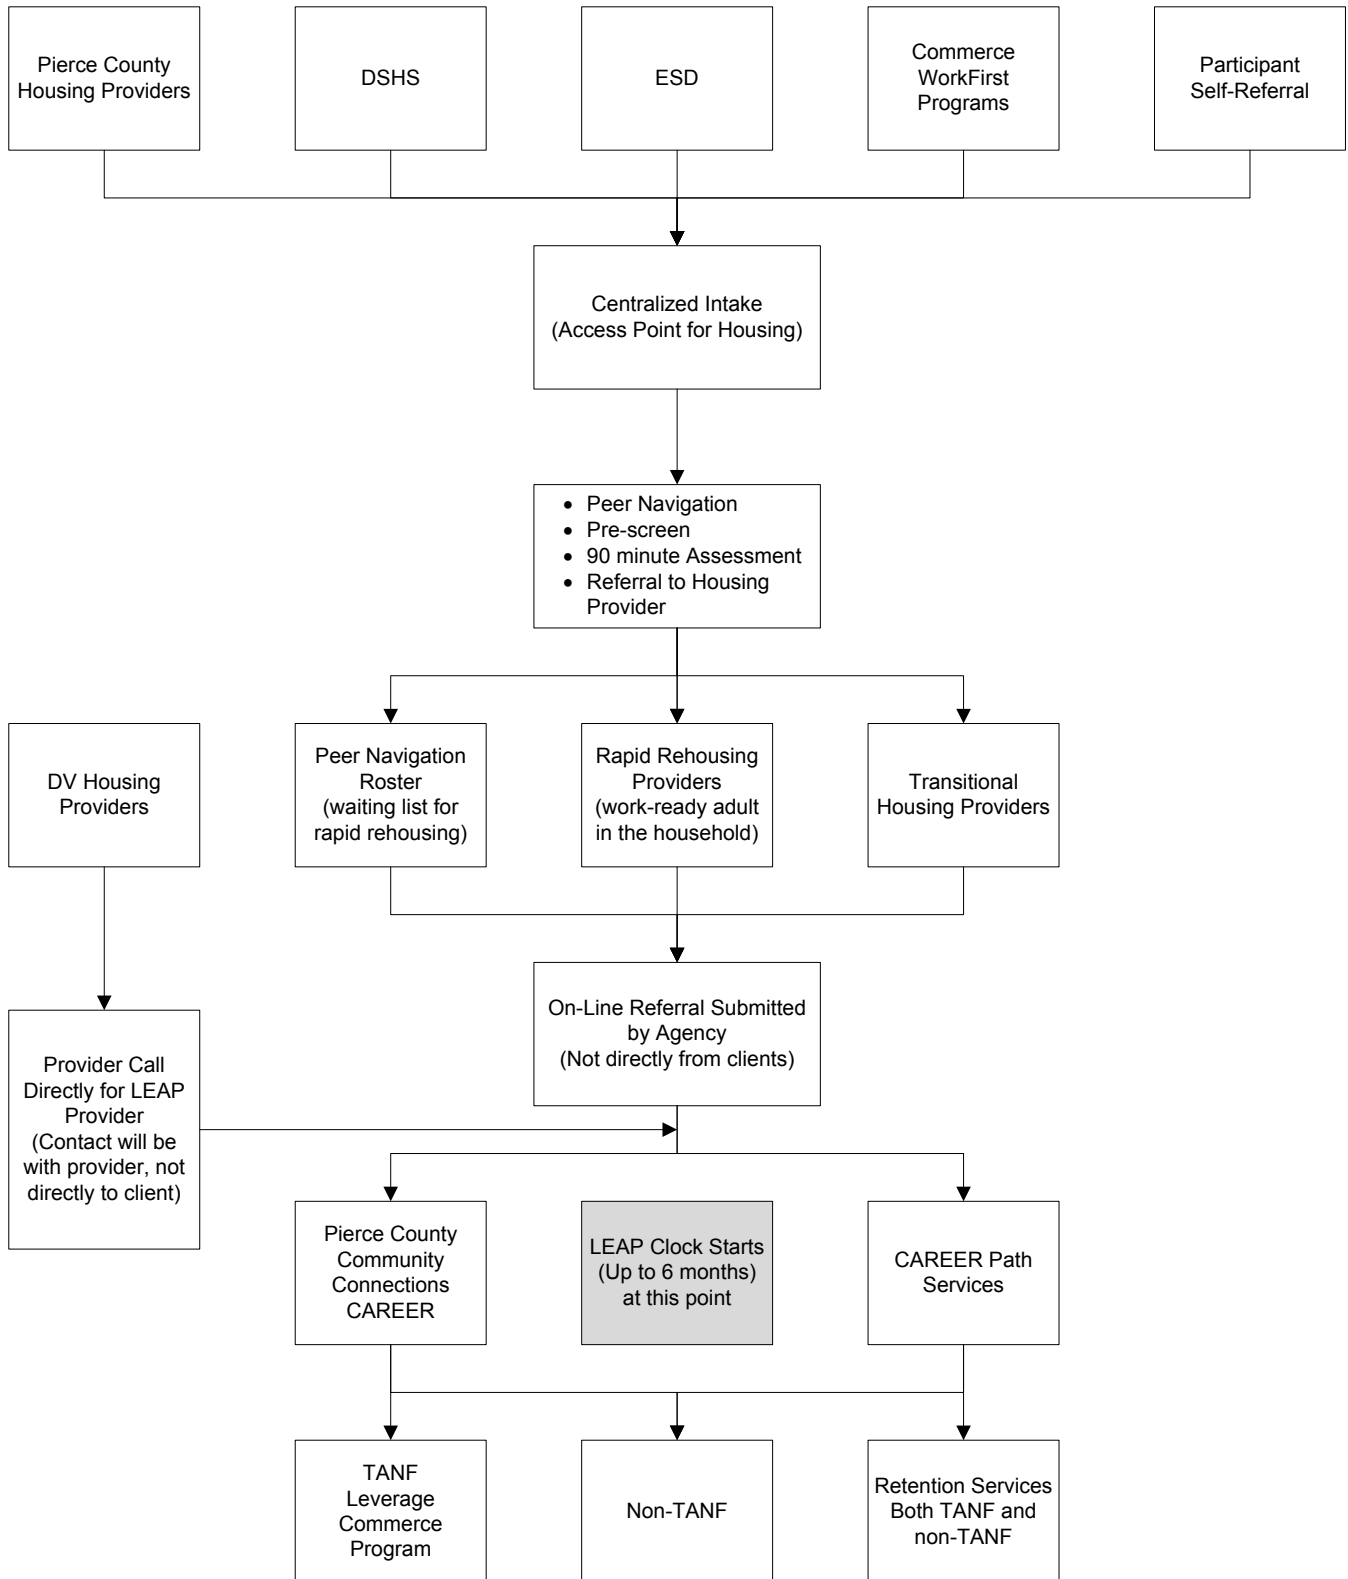 Pierce County
Housing Providers
DSHS
ESD
Commerce
WorkFirst
Programs
Participant
Self-Referral
Centralized Intake
(Access Point for Housing)
• Peer Navigation
• Pre-screen
• 90 minute Assessment
• Referral to Housing
Provider
DV Housing
Providers
Peer Navigation
Roster
(waiting list for
rapid rehousing)
Rapid Rehousing
Providers
(work-ready adult
in the household)
Transitional
Housing Providers
On-Line Referral Submitted
by Agency
(Not directly from clients)
Provider Call
Directly for LEAP
Provider
(Contact will be
with provider, not
directly to client)
Pierce County
Community
Connections
CAREER
LEAP Clock Starts
(Up to 6 months)
at this point
CAREER Path
Services
TANF
Leverage
Commerce
Program
Non-TANF
Retention Services
Both TANF and
non-TANF